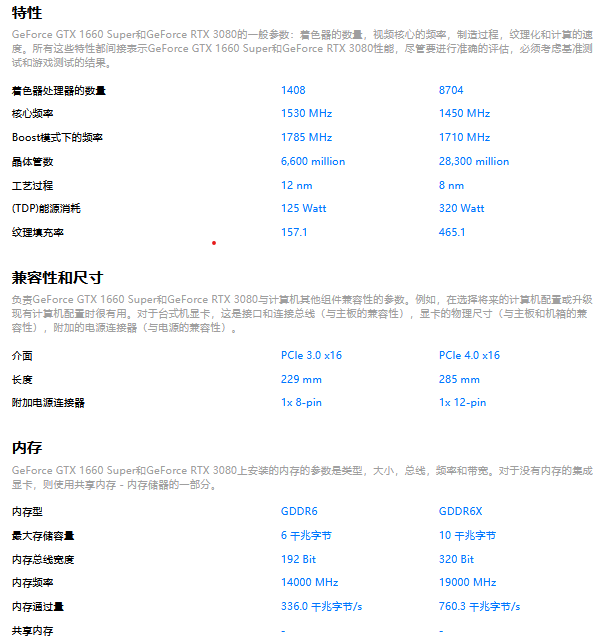 特性
GeForce GTX 1660 Super和GeForce RTX 3080的一般参数：着色器的数量，视频核心的频率，制造过程，纹理化和计算的速
度。所有这些特性都间接表示GeForce GTX 1660 Super和GeForce RTX 3080性能，尽管要进行准确的评估，必须考虑基准测
试和游戏测试的结果。
着色器处理器的数量 1408 8704
核心频率 1530 MHz 1450 MHz
Boost模式下的频率 1785 MHz 1710 MHz
晶体管数 6,600 million 28,300 million
工艺过程 12 nm 8 nm
(TDP)能源消耗 125 Watt 320 Watt
纹理填充率 157.1 465.1
兼容性和尺寸
负责GeForce GTX 1660 Super和GeForce RTX 3080与计算机其他组件兼容性的参数。例如，在选择将来的计算机配置或升级
现有计算机配置时很有用。对于台式机显卡，这是接口和连接总线（与主板的兼容性），显卡的物理尺寸（与主板和机箱的兼
容性），附加的电源连接器（与电源的兼容性）。
介面 PCIe 3.0 x16 PCIe 4.0 x16
长度 229 mm 285 mm
附加电源连接器 1x 8-pin 1x 12-pin
内存
GeForce GTX 1660 Super和GeForce RTX 3080上安装的内存的参数是类型，大小，总线，频率和带宽。对于没有内存的集成
显卡，则使用共享内存 - 内存储器的一部分。
内存型 GDDR6 GDDR6X
最大存储容量 6 千兆字节 10 千兆字节
内存总线宽度 192 Bit 320 Bit
内存频率 14000 MHz 19000 MHz
内存通过量 336.0 千兆字节/s 760.3 千兆字节/s
共享内存 - -